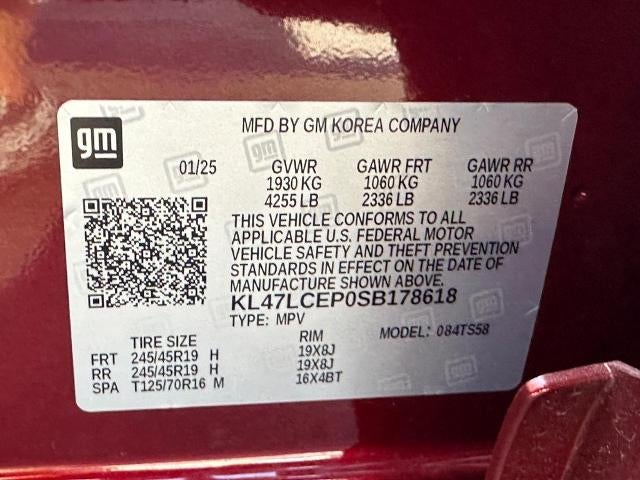 gm
MFD BY GM KOREA COMPANY
01/25 GVWR GAWR FRT GAWR RR
1930 KG 1060 KG 1060 KG
4255 LB 2336 LB 2336 LB
THIS VEHICLE CONFORMS TO ALL
APPLICABLE U.S. FEDERAL MOTOR
VEHICLE SAFETY AND THEFT PREVENTION
STANDARDS IN EFFECT ON THE DATE OF
MANUFACTURE SHOWN ABOVE.
KL47LCEP0SB178618
TYPE: MPV MODEL: 084TS58
TIRE SIZE RIM
FRT 245/45R19 H 19X8J
RR 245/45R19 H 19X8J
SPA T125/70R16 M 16X4BT